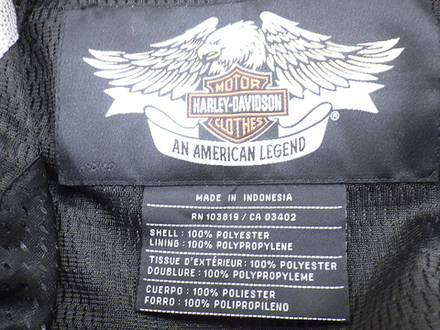 MOTOR
HARLEY-DAVIDSON
CLOTHES
®
AN AMERICAN LEGEND
MADE IN INDONESIA
RN 103819 / CA 03402
SHELL: 100% POLYESTER
LINING: 100% POLYPROPYLENE
TISSUE D'EXTÉRIEUR: 100% POLYESTER
DOUBLURE: 100% POLYPROPYLEME
CUERPO: 100% POLIESTER
FORRO: 100% POLIPROPILENO